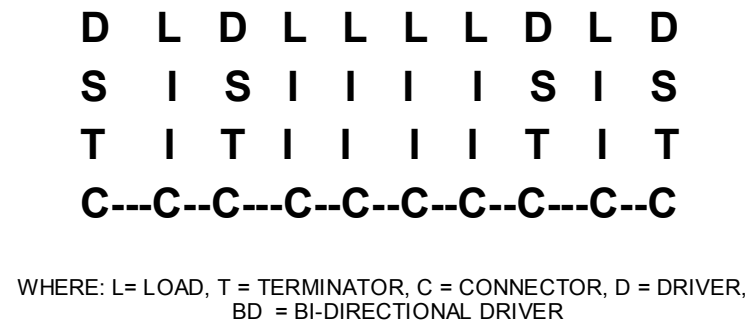 D L D L L L L D L D
S I S I I I I S I S
T I T I I I I T I T
C---C--C---C--C--C--C--C---C--C
WHERE: L= LOAD, T = TERMINATOR, C = CONNECTOR, D = DRIVER,
BD = BI-DIRECTIONAL DRIVER